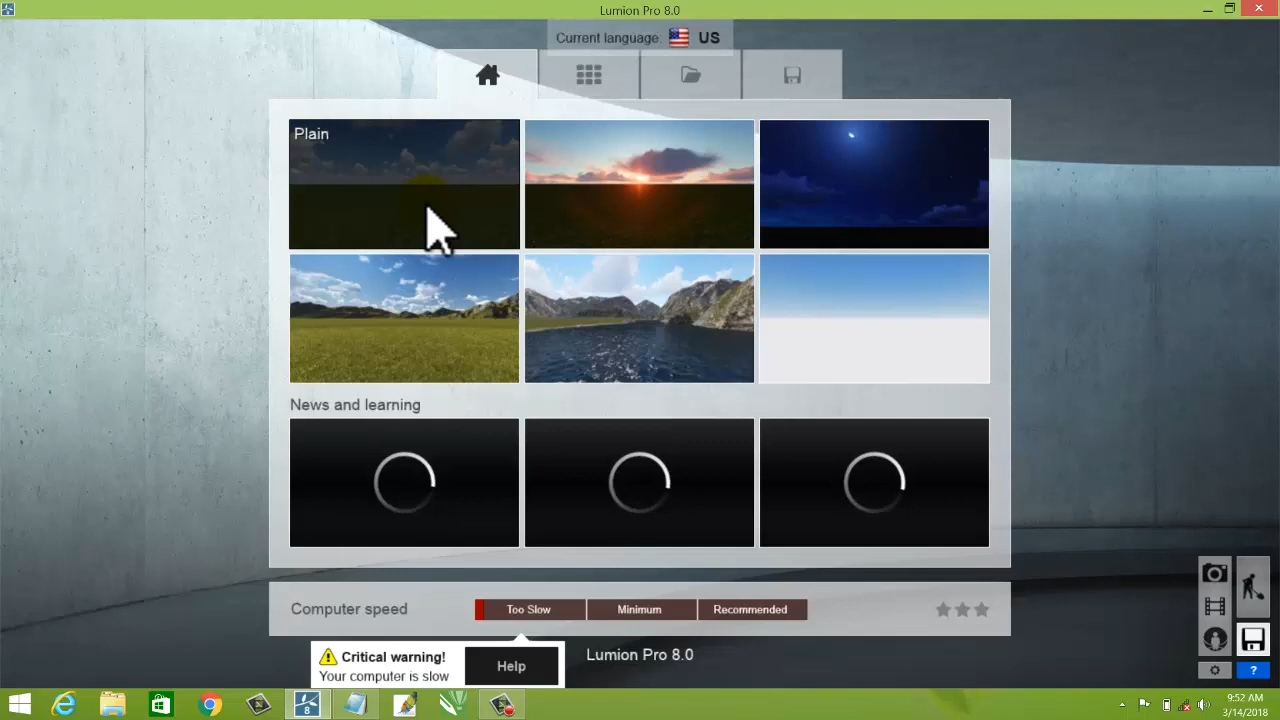 Lumion Pro 8.0
Current language: US
Plain
News and learning
Computer speed
Too Slow
Minimum
Recommended
Critical warning!
Your computer is slow
Help
Lumion Pro 8.0
?
8
9:52 AM
3/14/2018